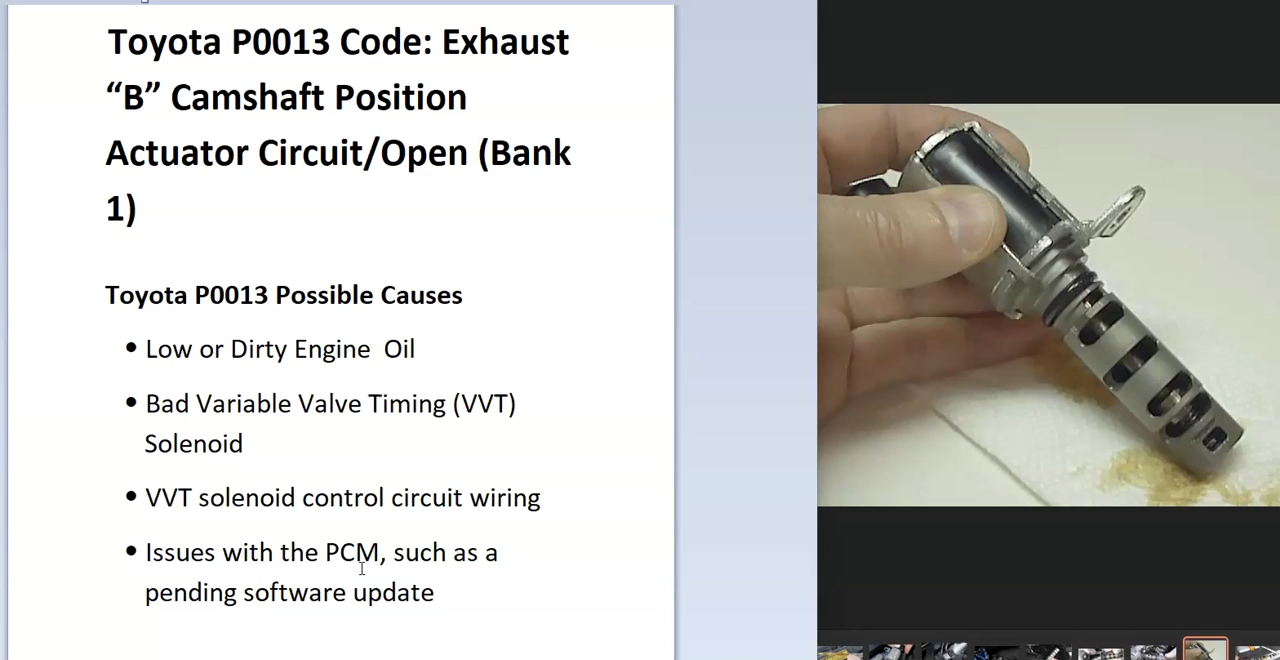 Toyota P0013 Code: Exhaust
“B” Camshaft Position
Actuator Circuit/Open (Bank
1)
Toyota P0013 Possible Causes
• Low or Dirty Engine  Oil
• Bad Variable Valve Timing (VVT)
Solenoid
• VVT solenoid control circuit wiring
• Issues with the PCM, such as a
pending software update